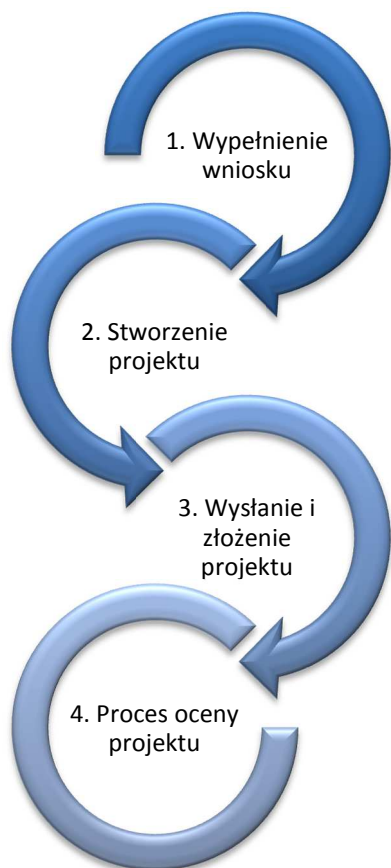 1. Wypełnienie
wniosku
2. Stworzenie
projektu
3. Wysłanie i
złożenie
projektu
4. Proces oceny
projektu